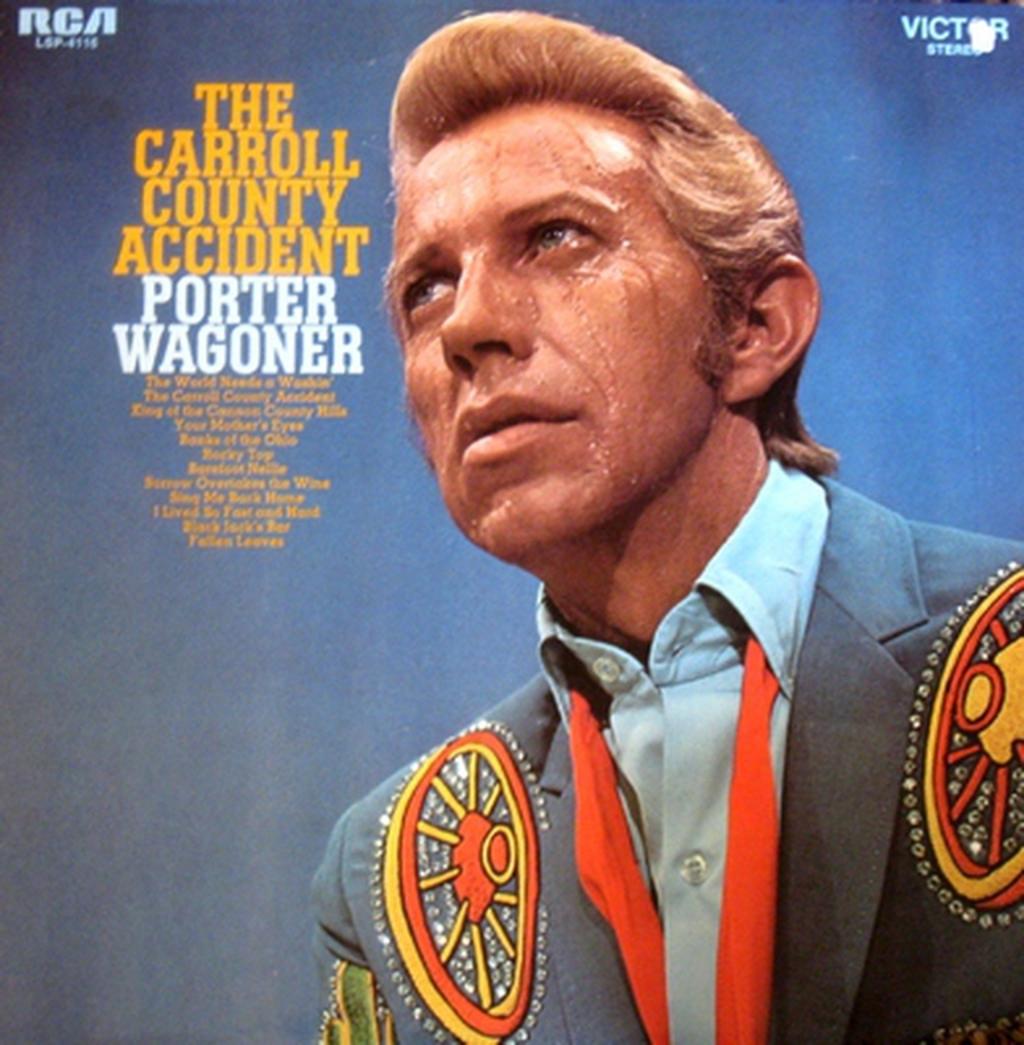 RCA
LSP-4116
VICTOR
STEREO
THE
CARROLL
COUNTY
ACCIDENT
PORTER
WAGONER
The World Needs a Washin'
The Carroll County Accident
King of the Cannon County Hills
Your Mother's Eyes
Banks of the Ohio
Rocky Top
Barefoot Nellie
Sorrow Overtakes the Wine
Sing Me Back Home
I Lived So Fast and Hard
Black Jack's Bar
Fallen Leaves